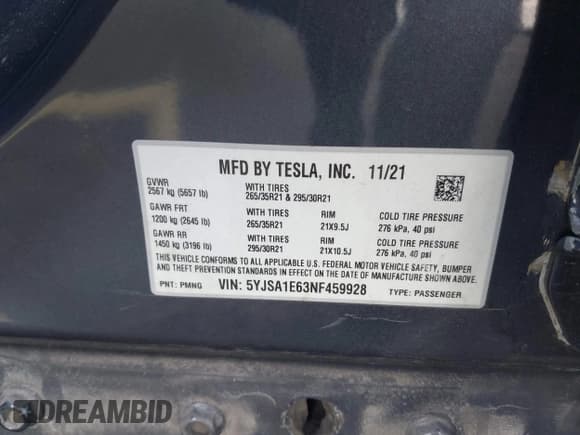 MFD BY TESLA, INC. 11/21
GVWR
2567 kg (5657 lb)
WITH TIRES
265/35R21 & 295/30R21
GAWR FRT
1200 kg (2645 lb)
WITH TIRES
265/35R21
RIM
21X9.5J
COLD TIRE PRESSURE
276 kPa, 40 psi
GAWR RR
1450 kg (3196 lb)
WITH TIRES
295/30R21
RIM
21X10.5J
COLD TIRE PRESSURE
276 kPa, 40 psi
THIS VEHICLE CONFORMS TO ALL APPLICABLE U.S. FEDERAL MOTOR VEHICLE SAFETY, BUMPER
AND THEFT PREVENTION STANDARDS IN EFFECT ON THE DATE OF MANUFACTURE SHOWN ABOVE.
PNT: PMNG VIN: 5YJSA1E63NF459928 TYPE: PASSENGER
DREAMBID